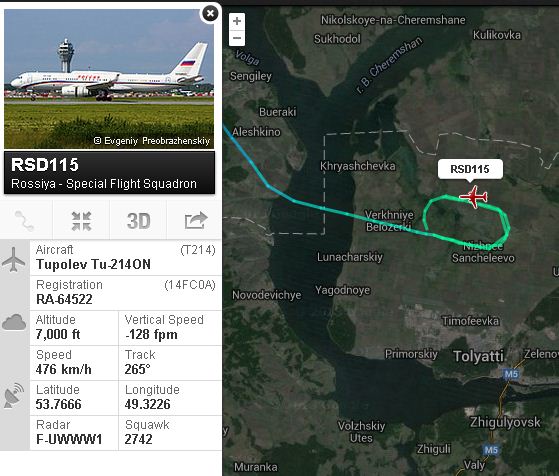 © Evgeniy Preobrazhenskiy
RSD115
Rossiya - Special Flight Squadron
3D
Aircraft (T214)
Tupolev Tu-214ON
Registration (14FC0A)
RA-64522
Altitude Vertical Speed
7,000 ft -128 fpm
Speed Track
476 km/h 265°
Latitude Longitude
53.7666 49.3226
Radar Squawk
F-UWWW1 2742
+
-
Nikolskoye-na-Cheremshane
Sukhodol
Kulikovka
Volga
r. B. Cheremshan
Sengiley
Bueraki
Aleshkino
Khryashchevka
RSD115
Verkhniye
Belozerki
Nizhnee
Sancheleevo
Lunacharskiy
Novodevichye
Yagodnoye
Timofeevka
Primorskiy
Tolyatti
Zeleno
M5
Volzhskiy
Utes
Zhigulyovsk
Zhiguli
M5
Muranka